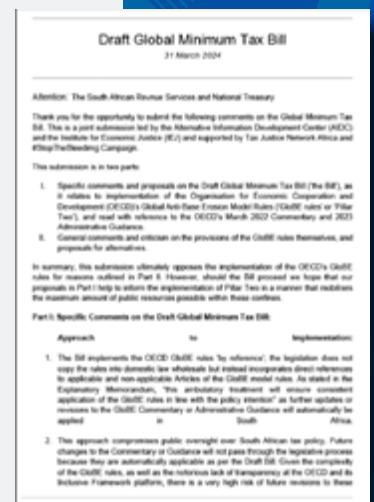 Draft Global Minimum Tax Bill
31 March 2024
Attention: The South African Revenue Services and National Treasury
Thank you for the opportunity to submit the following comments on the Global Minimum Tax
Bill. This is a joint submission led by the Alternative Information Development Center (AIDC)
and the Institute for Economic Justice (IEJ) and supported by Tax Justice Network Africa and
#StopTheBleeding Campaign.
This submission is in two parts:
I. Specific comments and proposals on the Draft Global Minimum Tax Bill ('the Bill'), as
it relates to implementation of the Organisation for Economic Cooperation and
Development (OECD)'s Global Anti-Base Erosion Model Rules ('GloBE rules' or 'Pillar
Two'), and read with reference to the OECD's March 2022 Commentary and 2023
Administrative Guidance.
II. General comments and criticism on the provisions of the GloBE rules themselves, and
proposals for alternatives.
In summary, this submission ultimately opposes the implementation of the OECD's GloBE
rules for reasons outlined in Part II. However, should the Bill proceed we hope that our
proposals in Part I help to inform the implementation of Pillar Two in a manner that mobilises
the maximum amount of public resources possible within these confines.
Part I: Specific Comments on the Draft Global Minimum Tax Bill:
Approach to Implementation:
1. The Bill implements the OECD GloBE rules 'by reference'; the legislation does not
copy the rules into domestic law wholesale but instead incorporates direct references
to applicable and non-applicable Articles of the GloBE model rules. As stated in the
Explanatory Memorandum, "this ambulatory treatment will ensure consistent
application of the GloBE rules in line with the policy intention" as further updates or
revisions to the GloBE Commentary or Administrative Guidance will automatically be
applied in South Africa.
2. This approach compromises public oversight over South African tax policy. Future
changes to the Commentary or Guidance will not pass through the legislative process
because they are automatically applicable as per the Draft Bill. Given the complexity
of the GloBE rules, as well as the notorious lack of transparency at the OECD and its
Inclusive Framework platform, there is a very high risk of future revisions to these